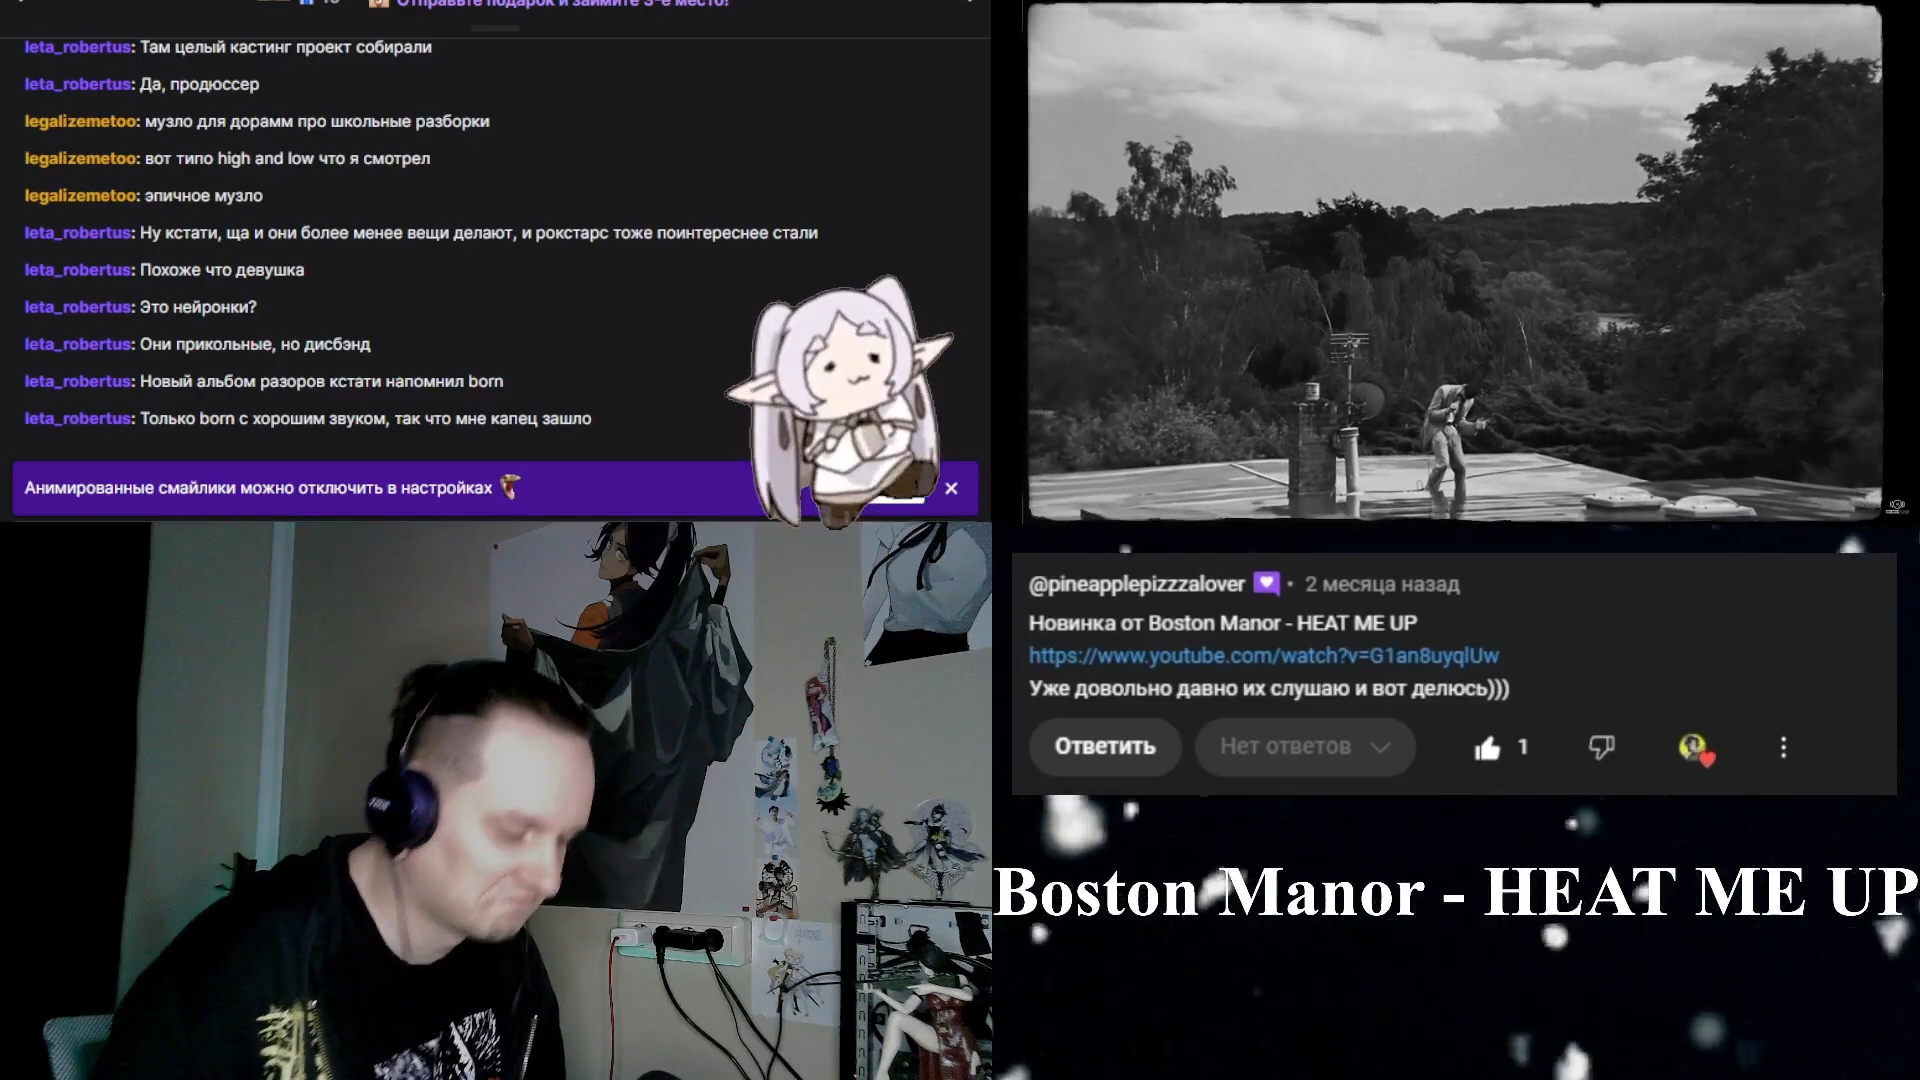 Отправьте подарок и займите 3-е место!
leta_robertus: Там целый кастинг проект собирали
leta_robertus: Да, продюссер
legalizemetoo: музло для дорамм про школьные разборки
legalizemetoo: вот типо high and low что я смотрел
legalizemetoo: эпичное музло
leta_robertus: Ну кстати, ща и они более менее вещи делают, и рокстарс тоже поинтереснее стали
leta_robertus: Похоже что девушка
leta_robertus: Это нейронки?
leta_robertus: Они прикольные, но дисбэнд
leta_robertus: Новый альбом разоров кстати напомнил born
leta_robertus: Только born с хорошим звуком, так что мне капец зашло
Анимированные смайлики можно отключить в настройках
@pineapplepizzzalover • 2 месяца назад
Новинка от Boston Manor - HEAT ME UP
https://www.youtube.com/watch?v=G1an8uyqlUw
Уже довольно давно их слушаю и вот делюсь)))
Ответить Нет ответов 1
Boston Manor - HEAT ME UP